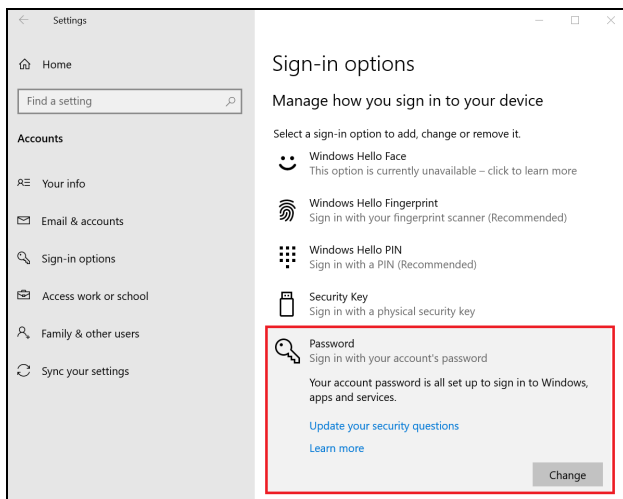 Settings
Home
Find a setting
Accounts
Your info
Email & accounts
Sign-in options
Access work or school
Family & other users
Sync your settings
Sign-in options
Manage how you sign in to your device
Select a sign-in option to add, change or remove it.
Windows Hello Face
This option is currently unavailable – click to learn more
Windows Hello Fingerprint
Sign in with your fingerprint scanner (Recommended)
Windows Hello PIN
Sign in with a PIN (Recommended)
Security Key
Sign in with a physical security key
Password
Sign in with your account's password
Your account password is all set up to sign in to Windows,
apps and services.
Update your security questions
Learn more
Change